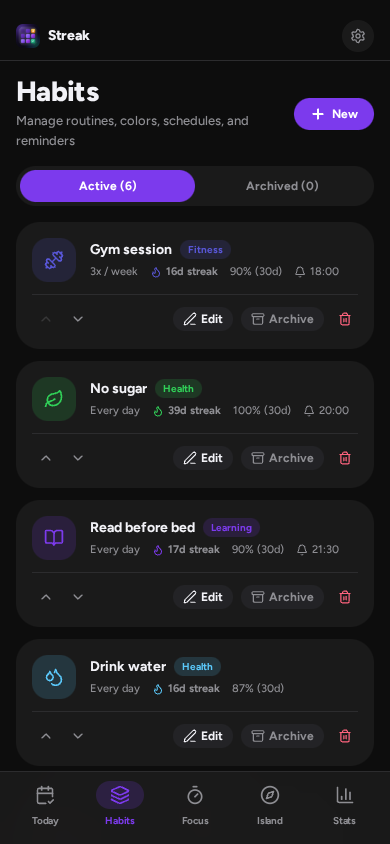 Streak
Habits
Manage routines, colors, schedules, and
reminders
New
Active (6)
Archived (0)
Gym session Fitness
3x / week 16d streak 90% (30d) 18:00
Edit Archive
No sugar Health
Every day 39d streak 100% (30d) 20:00
Edit Archive
Read before bed Learning
Every day 17d streak 90% (30d) 21:30
Edit Archive
Drink water Health
Every day 16d streak 87% (30d)
Edit Archive
Today Habits Focus Island Stats